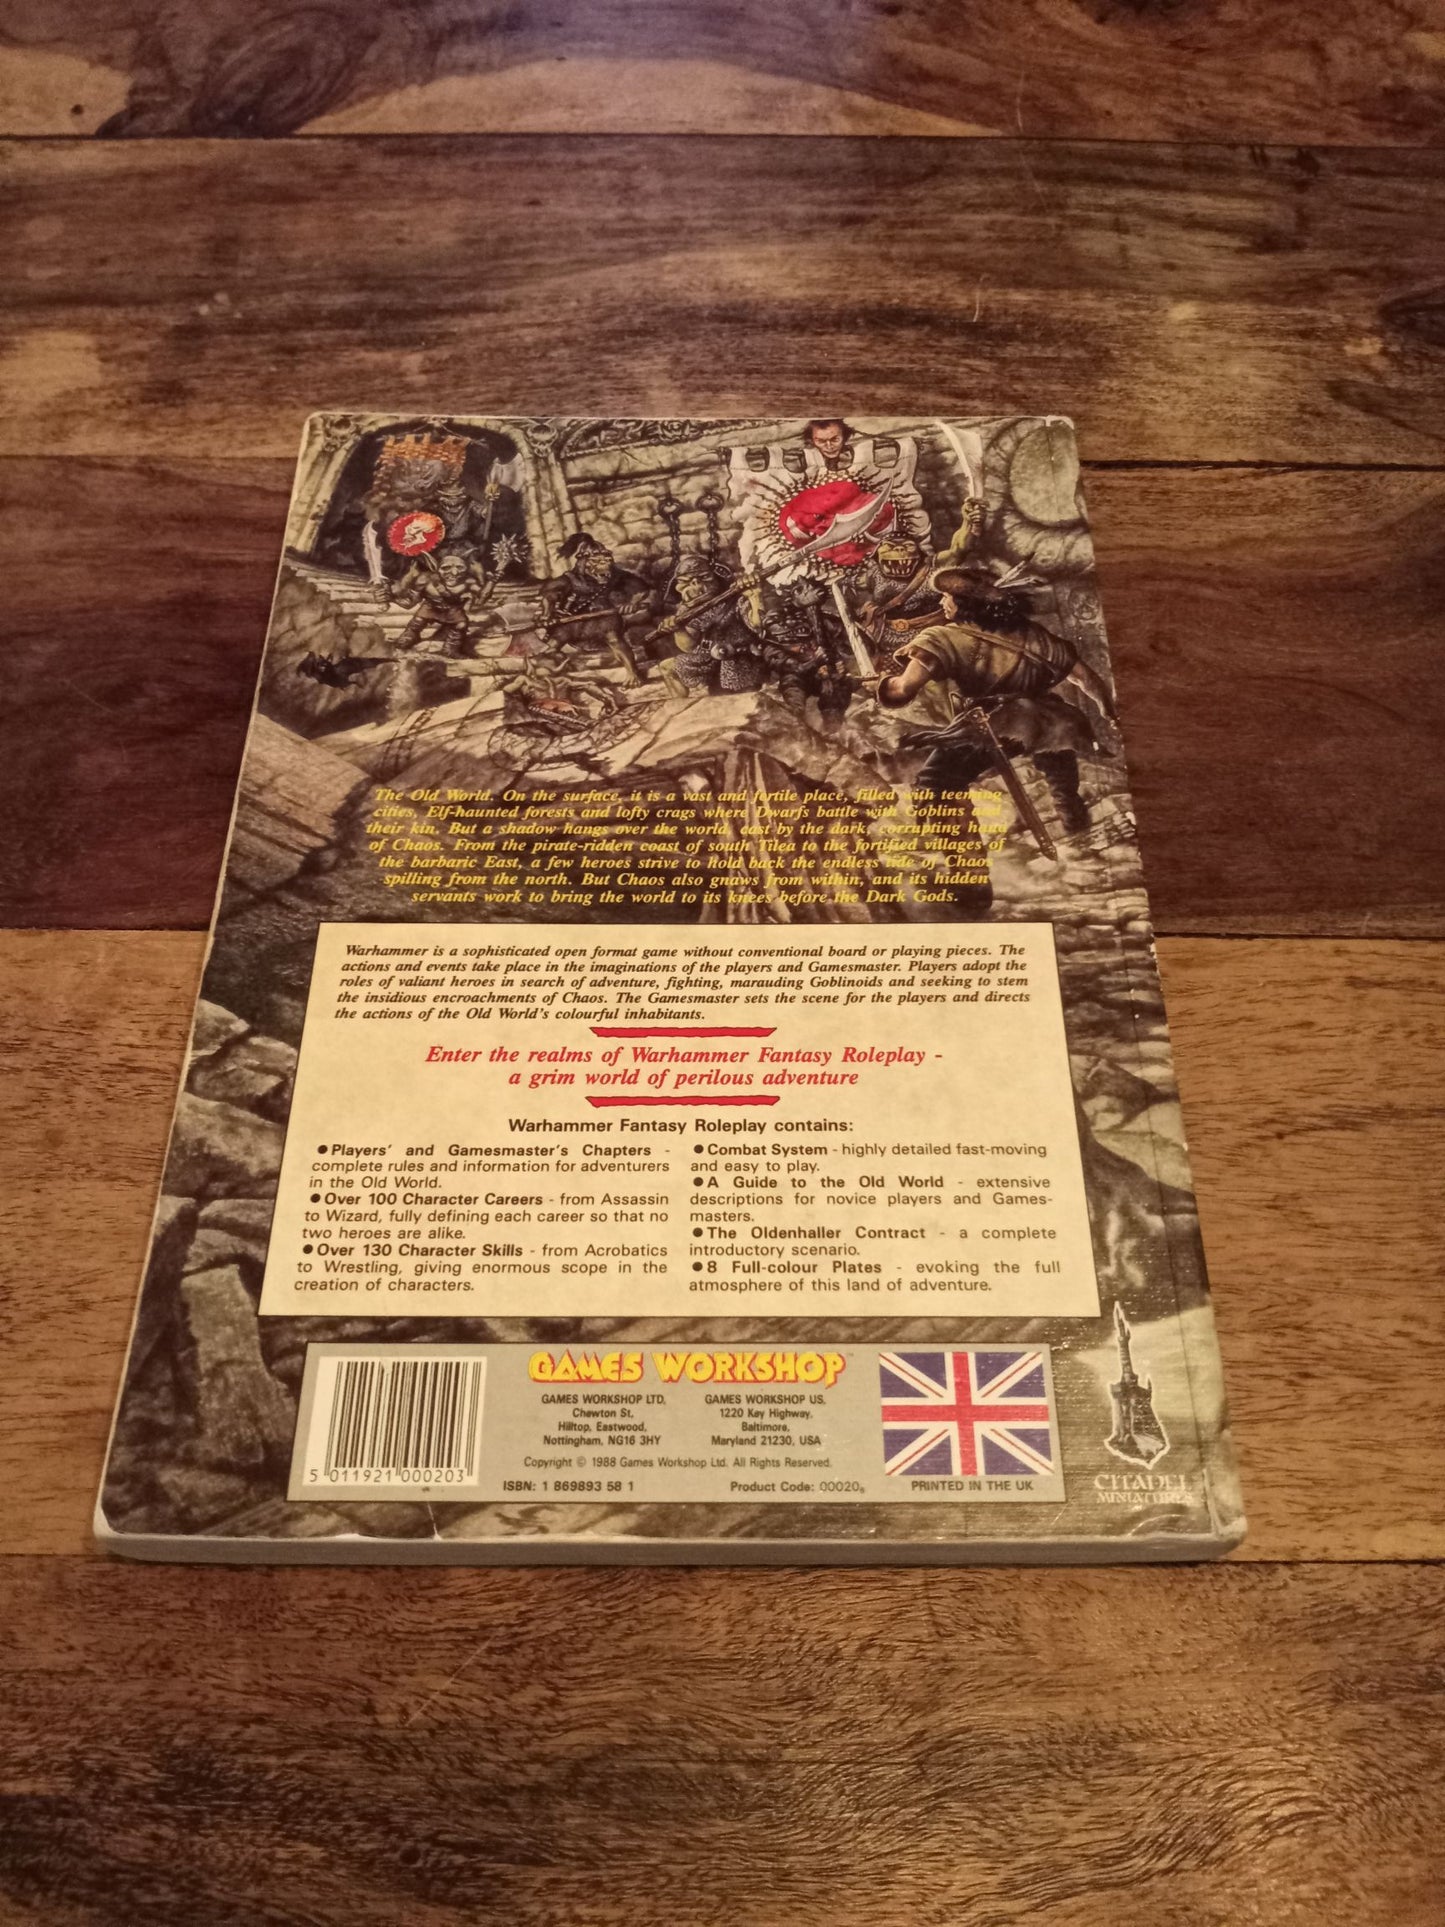 The Old World. On the surface, it is a vast and fertile place, filled with teeming
cities, Elf-haunted forests and lofty crags where Dwarfs battle with Goblins and
their kin. But a shadow hangs over the world, cast by the dark, corrupting hand
of Chaos. From the pirate-ridden coast of south Tilea to the fortified villages of
the barbaric East, a few heroes strive to hold back the endless tide of Chaos
spilling from the north. But Chaos also gnaws from within, and its hidden
servants work to bring the world to its knees before the Dark Gods.
Warhammer is a sophisticated open format game without conventional board or playing pieces. The
actions and events take place in the imaginations of the players and Gamesmaster. Players adopt the
roles of valiant heroes in search of adventure, fighting, marauding Goblinoids and seeking to stem
the insidious encroachments of Chaos. The Gamesmaster sets the scene for the players and directs
the actions of the Old World's colourful inhabitants.
Enter the realms of Warhammer Fantasy Roleplay -
a grim world of perilous adventure
Warhammer Fantasy Roleplay contains:
● Players' and Gamesmaster's Chapters -
complete rules and information for adventurers
in the Old World.
● Over 100 Character Careers - from Assassin
to Wizard, fully defining each career so that no
two heroes are alike.
● Over 130 Character Skills - from Acrobatics
to Wrestling, giving enormous scope in the
creation of characters.
● Combat System - highly detailed fast-moving
and easy to play.
● A Guide to the Old World - extensive
descriptions for novice players and Games-
masters.
● The Oldenhaller Contract - a complete
introductory scenario.
● 8 Full-colour Plates - evoking the full
atmosphere of this land of adventure.
5 011921 000203
GAMES WORKSHOP™
GAMES WORKSHOP LTD,
Chewton St,
Hilltop, Eastwood,
Nottingham, NG16 3HY
GAMES WORKSHOP US,
1220 Key Highway,
Baltimore,
Maryland 21230, USA
Copyright © 1988 Games Workshop Ltd. All Rights Reserved.
ISBN: 1 869893 58 1
Product Code: 00020
PRINTED IN THE UK
CITADEL
MINIATURES